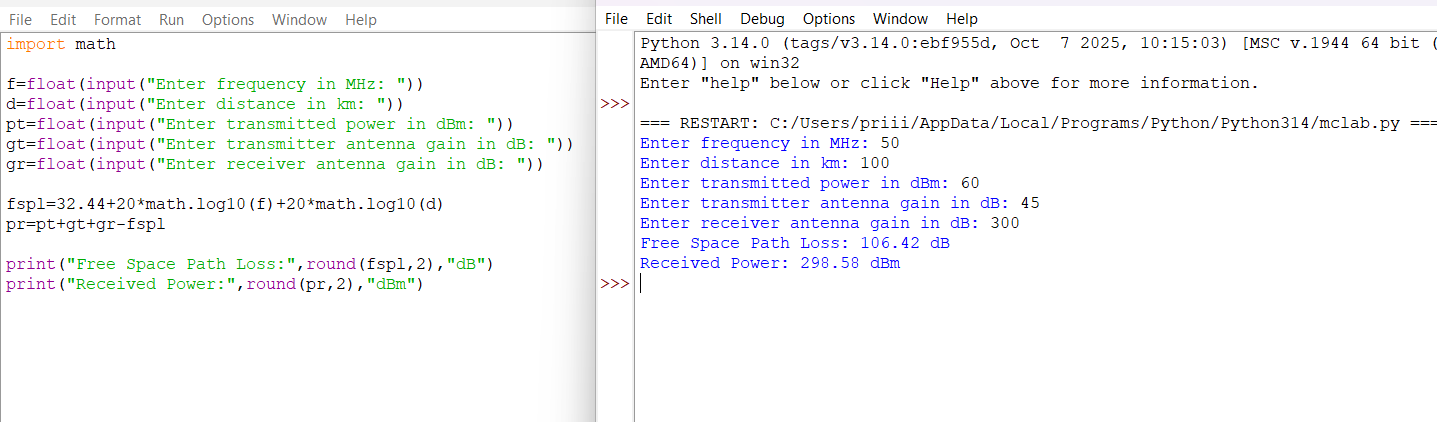 File Edit Format Run Options Window Help
import math

f=float(input("Enter frequency in MHz: "))
d=float(input("Enter distance in km: "))
pt=float(input("Enter transmitted power in dBm: "))
gt=float(input("Enter transmitter antenna gain in dB: "))
gr=float(input("Enter receiver antenna gain in dB: "))

fspl=32.44+20*math.log10(f)+20*math.log10(d)
pr=pt+gt+gr-fspl

print("Free Space Path Loss:",round(fspl,2),"dB")
print("Received Power:",round(pr,2),"dBm")

File Edit Shell Debug Options Window Help
Python 3.14.0 (tags/v3.14.0:ebf955d, Oct  7 2025, 10:15:03) [MSC v.1944 64 bit (
AMD64)] on win32
Enter "help" below or click "Help" above for more information.
>>>
=== RESTART: C:/Users/priii/AppData/Local/Programs/Python/Python314/mclab.py ===
Enter frequency in MHz: 50
Enter distance in km: 100
Enter transmitted power in dBm: 60
Enter transmitter antenna gain in dB: 45
Enter receiver antenna gain in dB: 300
Free Space Path Loss: 106.42 dB
Received Power: 298.58 dBm
>>>